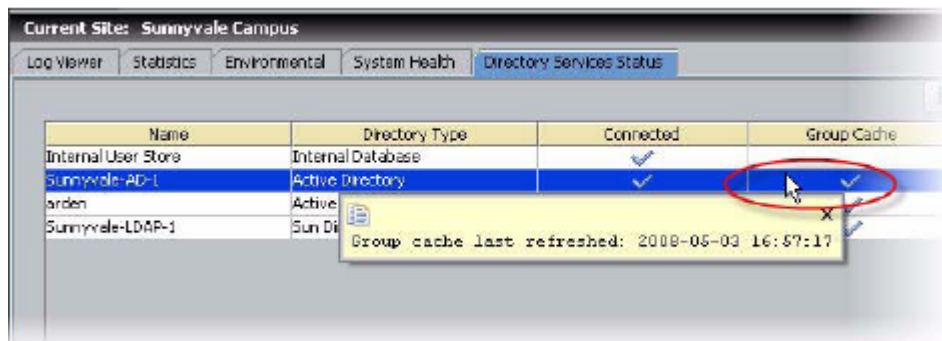 Current Site: Sunnyvale Campus
Log Viewer Statistics Environmental System Health Directory Services Status
Name Directory Type Connected Group Cache
Internal User Store Internal Database
Sunnyvale-AD-1 Active Directory
arden Active
Sunnyvale-LDAP-1 Sun Di
X
Group cache last refreshed: 2008-05-03 16:57:17